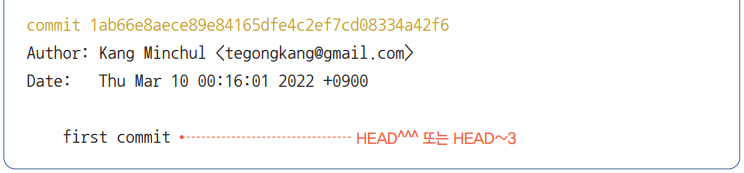 commit 1ab66e8aece89e84165dfe4c2ef7cd08334a42f6
Author: Kang Minchul <tegongkang@gmail.com>
Date:   Thu Mar 10 00:16:01 2022 +0900
first commit HEAD^^^ 또는 HEAD~3